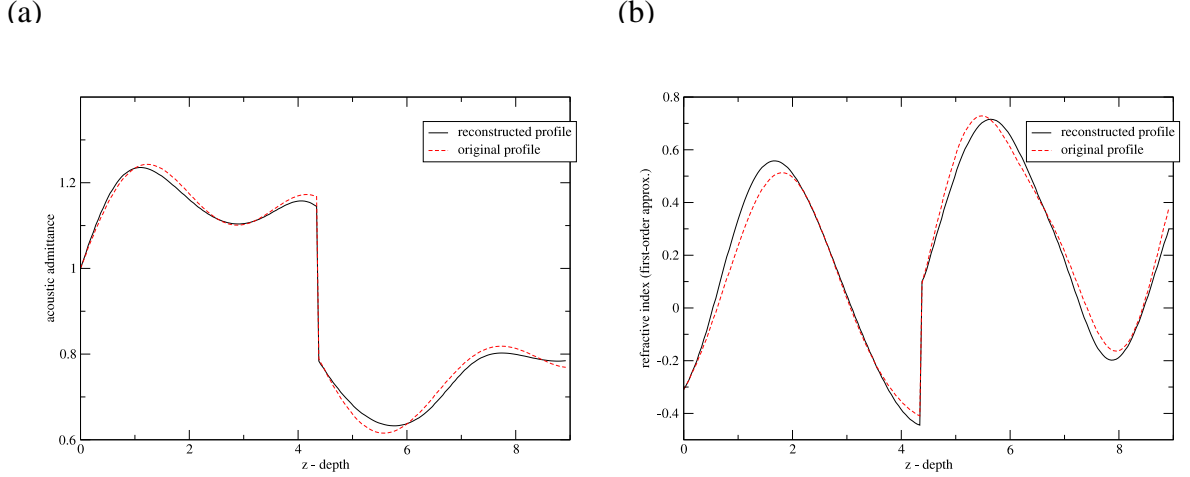 (a)
acoustic admittance
1.2
1
0.8
0.6
0
2
4
6
8
z - depth
reconstructed profile
original profile
(b)
refractive index (first-order approx.)
0.8
0.6
0.4
0.2
0
-0.2
-0.4
0
2
4
6
8
z - depth
reconstructed profile
original profile